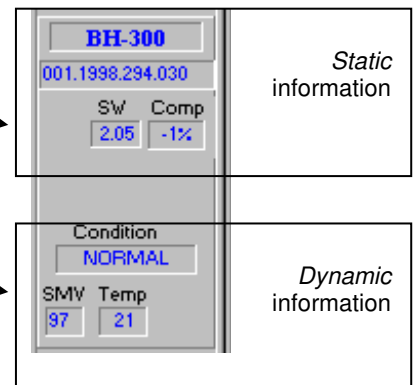 BH-300
001.1998.294.030
Static
information
SW Comp
2.05 -1%
Condition
NORMAL
Dynamic
information
SMV Temp
97 21